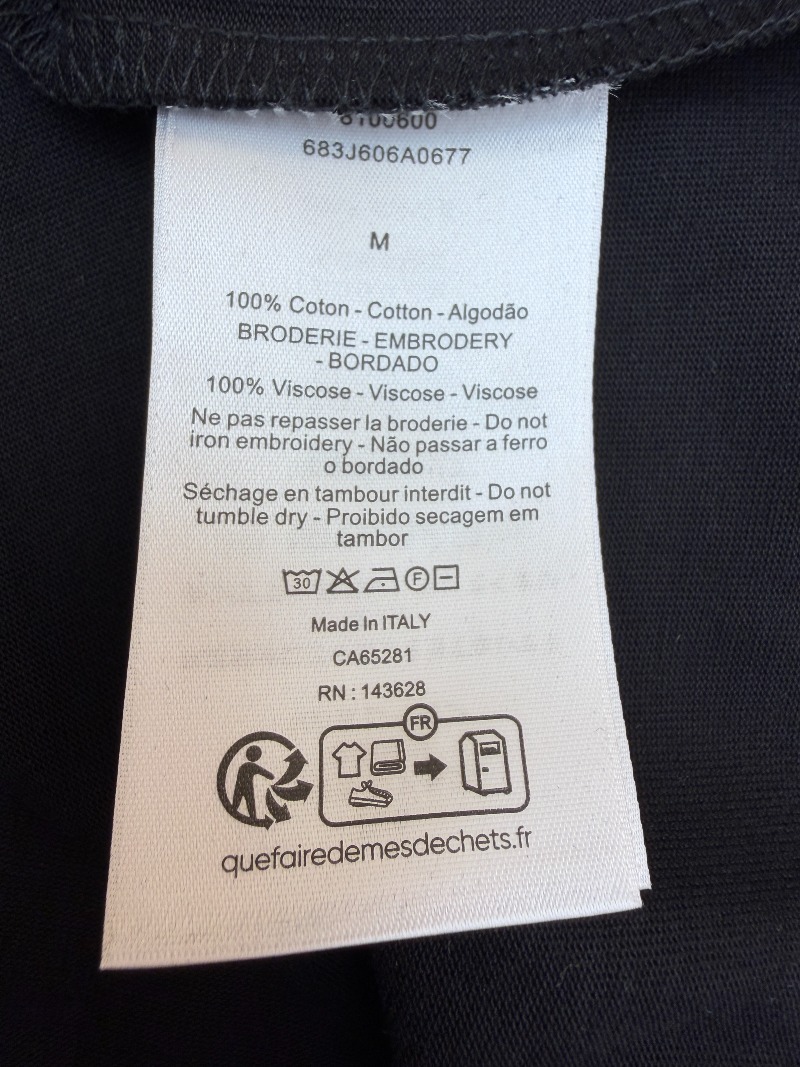 8100600
683J606A0677
M
100% Coton - Cotton - Algodão
BRODERIE - EMBRODERY
- BORDADO
100% Viscose - Viscose - Viscose
Ne pas repasser la broderie - Do not
iron embroidery - Não passar a ferro
o bordado
Séchage en tambour interdit - Do not
tumble dry - Proibido secagem em
tambor
30 F
Made In ITALY
CA65281
RN : 143628
FR
quefairedemesdechets.fr